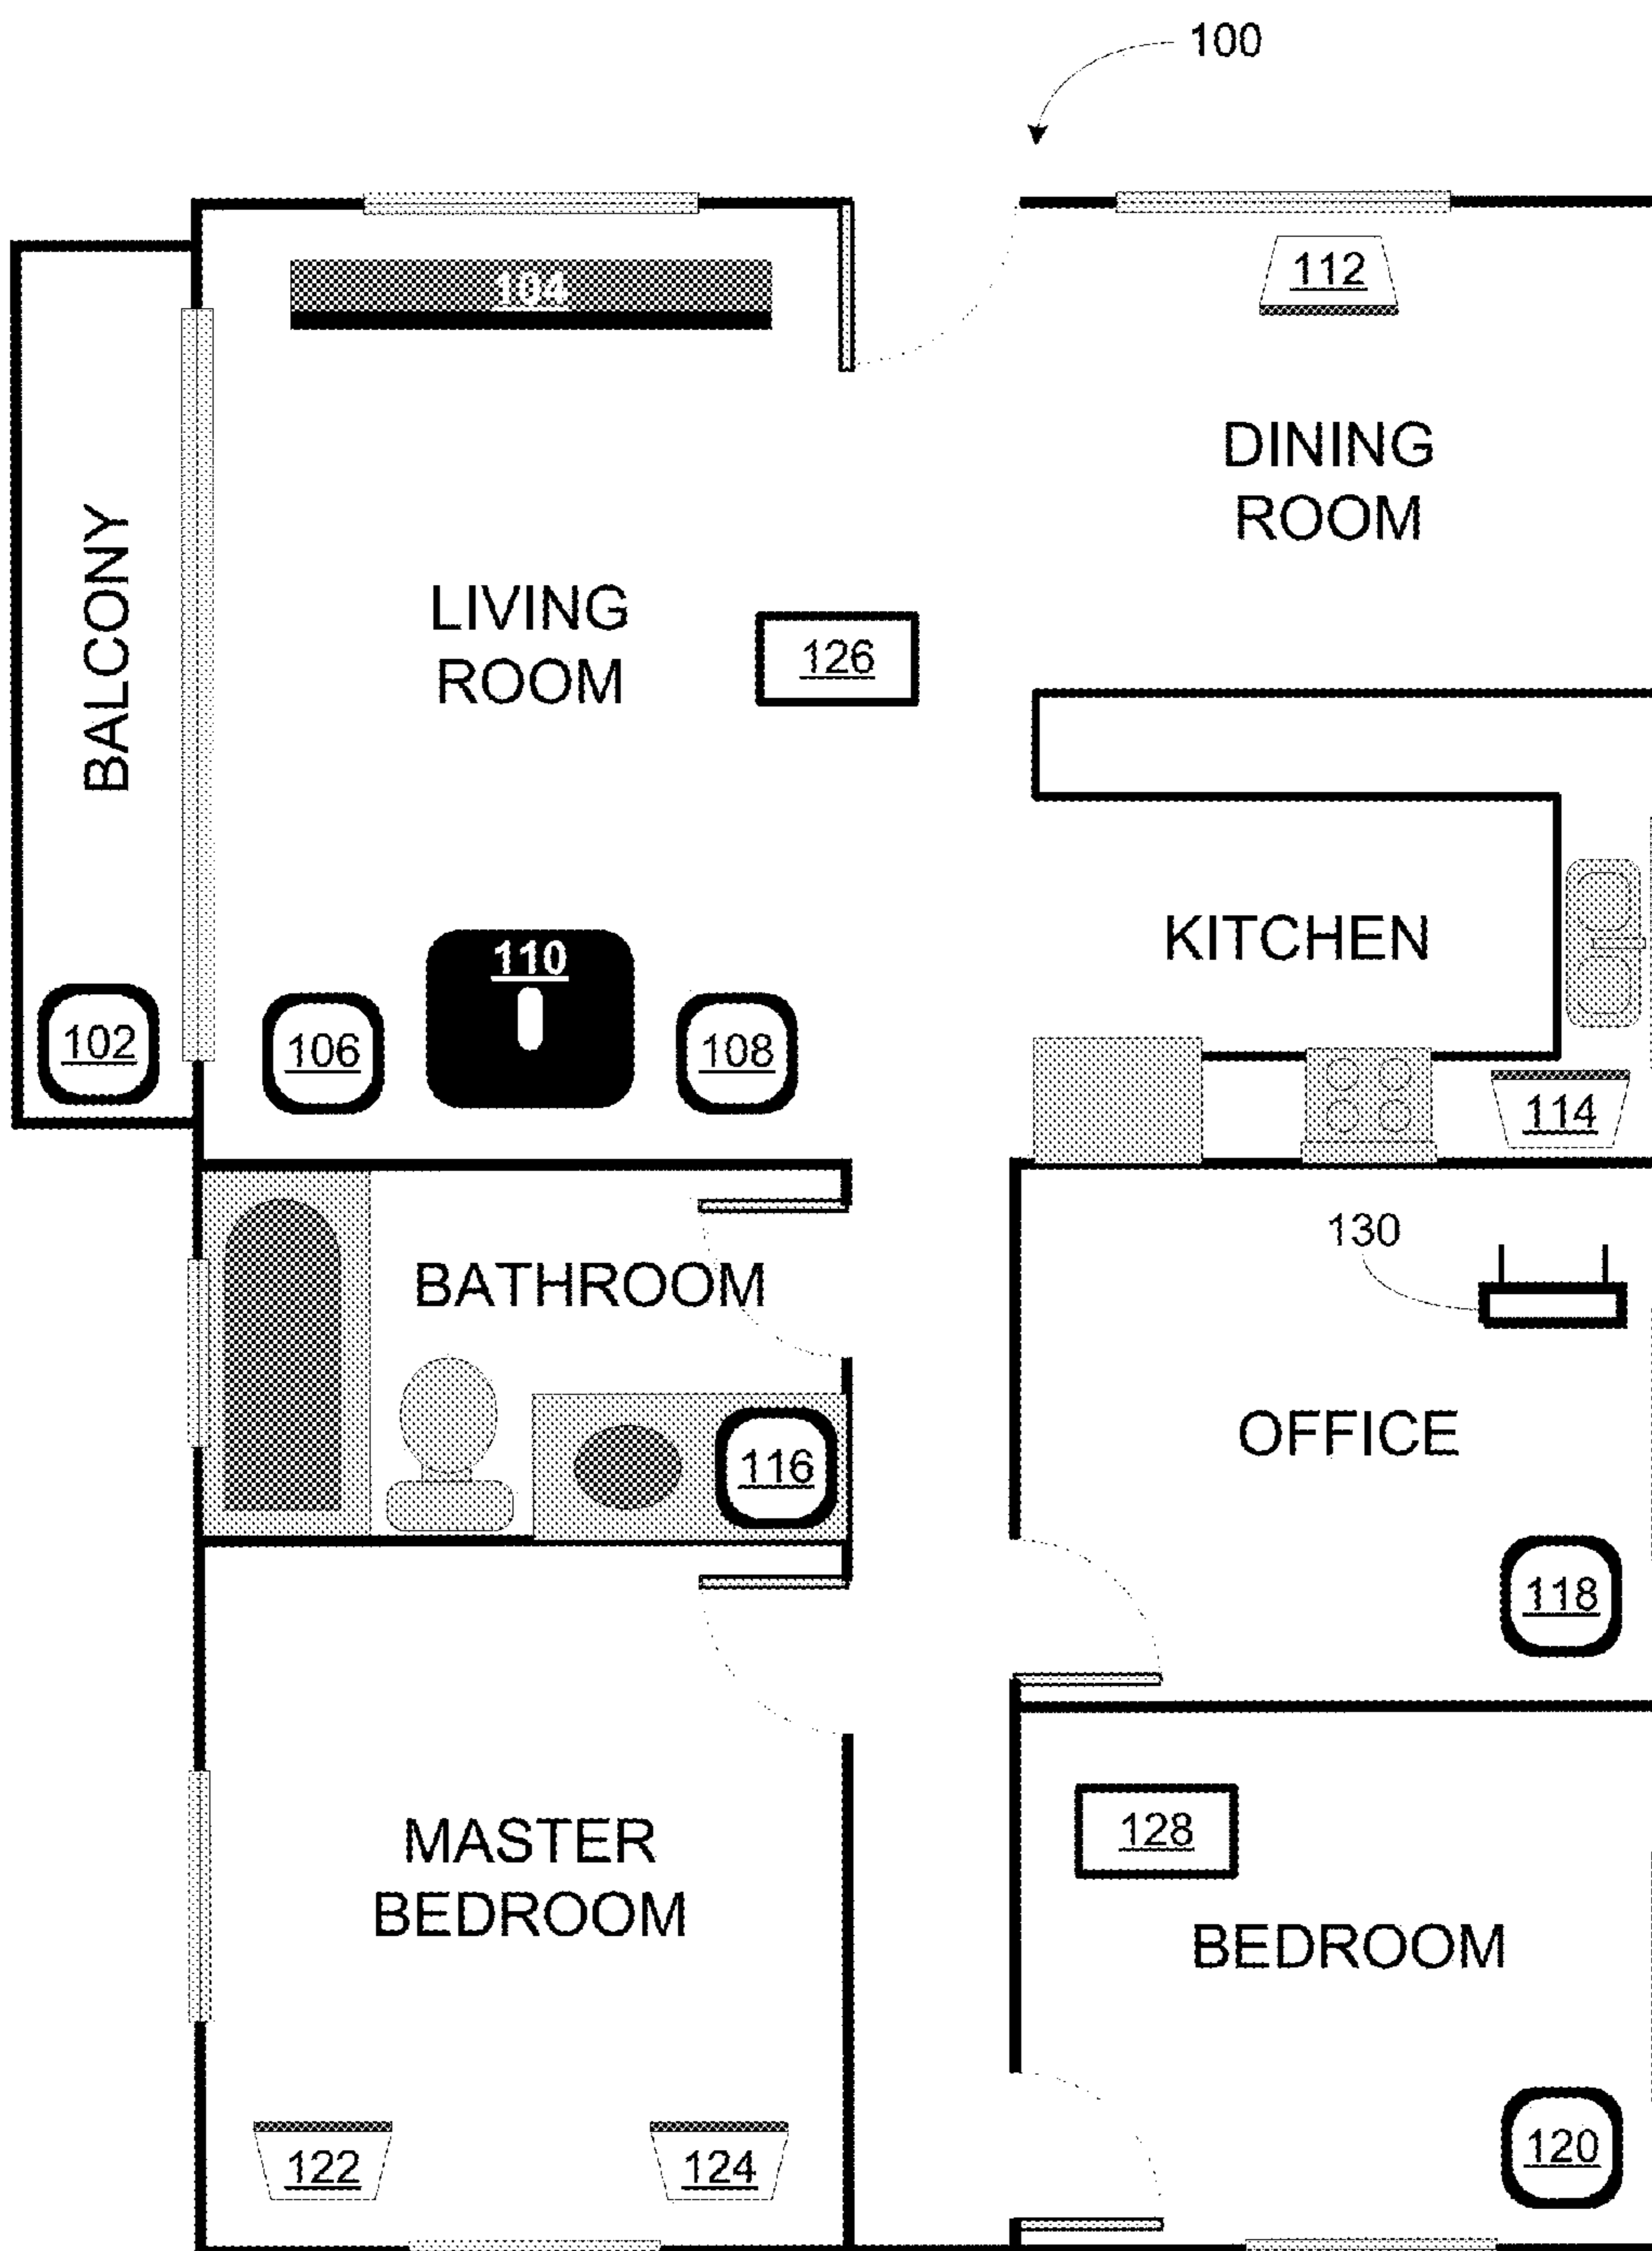 100
104
112
DINING
ROOM
BALCONY
LIVING
ROOM
126
KITCHEN
110
102
106
108
114
BATHROOM
130
OFFICE
116
118
MASTER
BEDROOM
128
BEDROOM
122
124
120